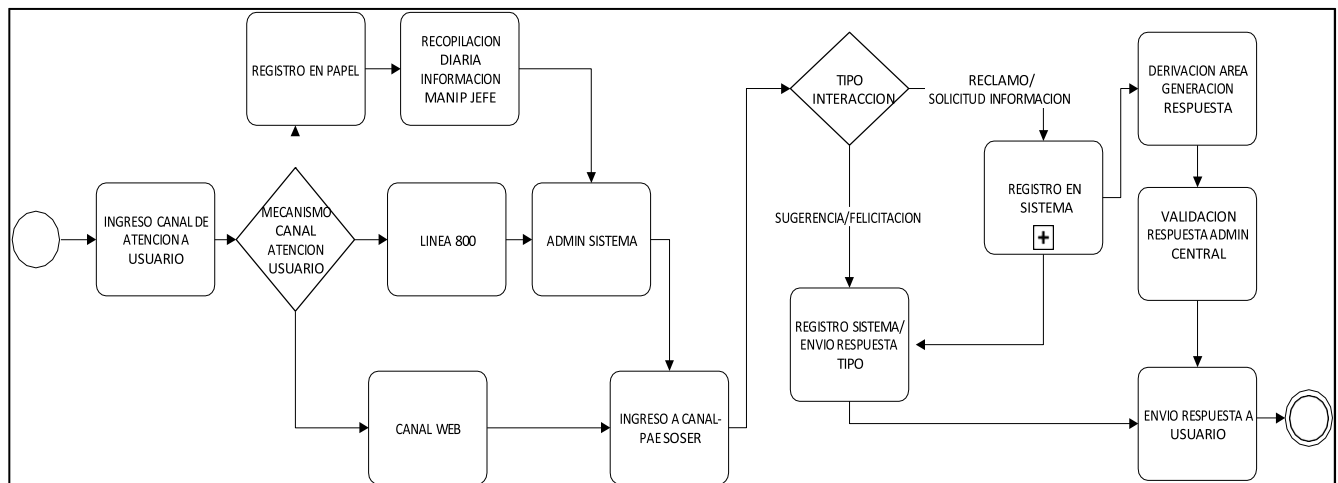 REGISTRO EN PAPEL
RECOPILACION
DIARIA
INFORMACION
MANIP JEFE
INGRESO CANAL DE
ATENCION A
USUARIO
MECANISMO
CANAL
ATENCION
USUARIO
LINEA 800
ADMIN SISTEMA
CANAL WEB
INGRESO A CANAL-
PAE SOSER
TIPO
INTERACCION
RECLAMO/
SOLICITUD INFORMACION
SUGERENCIA/FELICITACION
REGISTRO EN
SISTEMA
REGISTRO SISTEMA/
ENVIO RESPUESTA
TIPO
DERIVACION AREA
GENERACION
RESPUESTA
VALIDACION
RESPUESTA ADMIN
CENTRAL
ENVIO RESPUESTA A
USUARIO